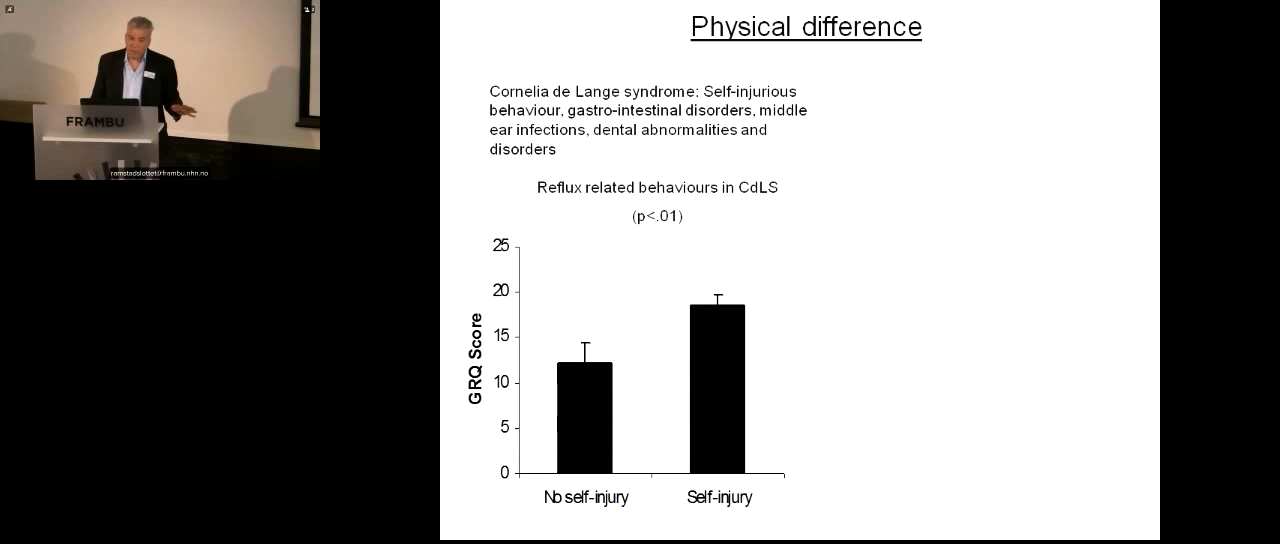 FRAMBU
ramstadslottet@frambu.nhn.no
Physical difference
Cornelia de Lange syndrome: Self-injurious
behaviour, gastro-intestinal disorders, middle
ear infections, dental abnormalities and
disorders
Reflux related behaviours in CdLS
(p<.01)
GRQ Score
25
20
15
10
5
0
No self-injury
Self-injury